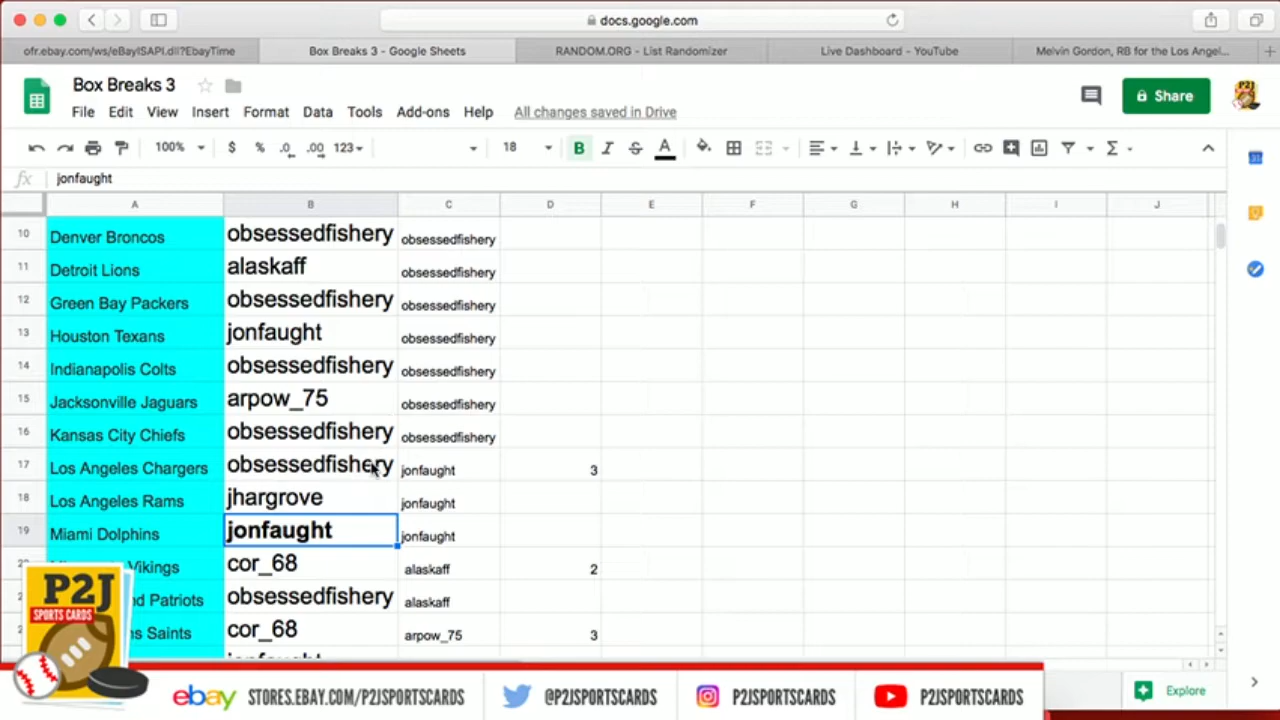 docs.google.com
ofr.ebay.com/ws/eBayISAPI.dll?EbayTime
Box Breaks 3 - Google Sheets
RANDOM.ORG - List Randomizer
Live Dashboard - YouTube
Melvin Gordon, RB for the Los Angel...
Box Breaks 3
P2J
Share
File Edit View Insert Format Data Tools Add-ons Help All changes saved in Drive
100% $ % .0 .00 123 18 B I S A Σ
fx jonfaught
A B C D E F G H I J
10 Denver Broncos obsessedfishery obsessedfishery
11 Detroit Lions alaskaff obsessedfishery
12 Green Bay Packers obsessedfishery obsessedfishery
13 Houston Texans jonfaught obsessedfishery
14 Indianapolis Colts obsessedfishery obsessedfishery
15 Jacksonville Jaguars arpow_75 obsessedfishery
16 Kansas City Chiefs obsessedfishery obsessedfishery
17 Los Angeles Chargers obsessedfishery jonfaught 3
18 Los Angeles Rams jhargrove jonfaught
19 Miami Dolphins jonfaught jonfaught
Vikings cor_68 alaskaff 2
nd Patriots obsessedfishery alaskaff
ns Saints cor_68 arpow_75 3
P2J
SPORTS CARDS
ebay STORES.EBAY.COM/P2JSPORTSCARDS @P2JSPORTSCARDS P2JSPORTSCARDS P2JSPORTSCARDS
Explore